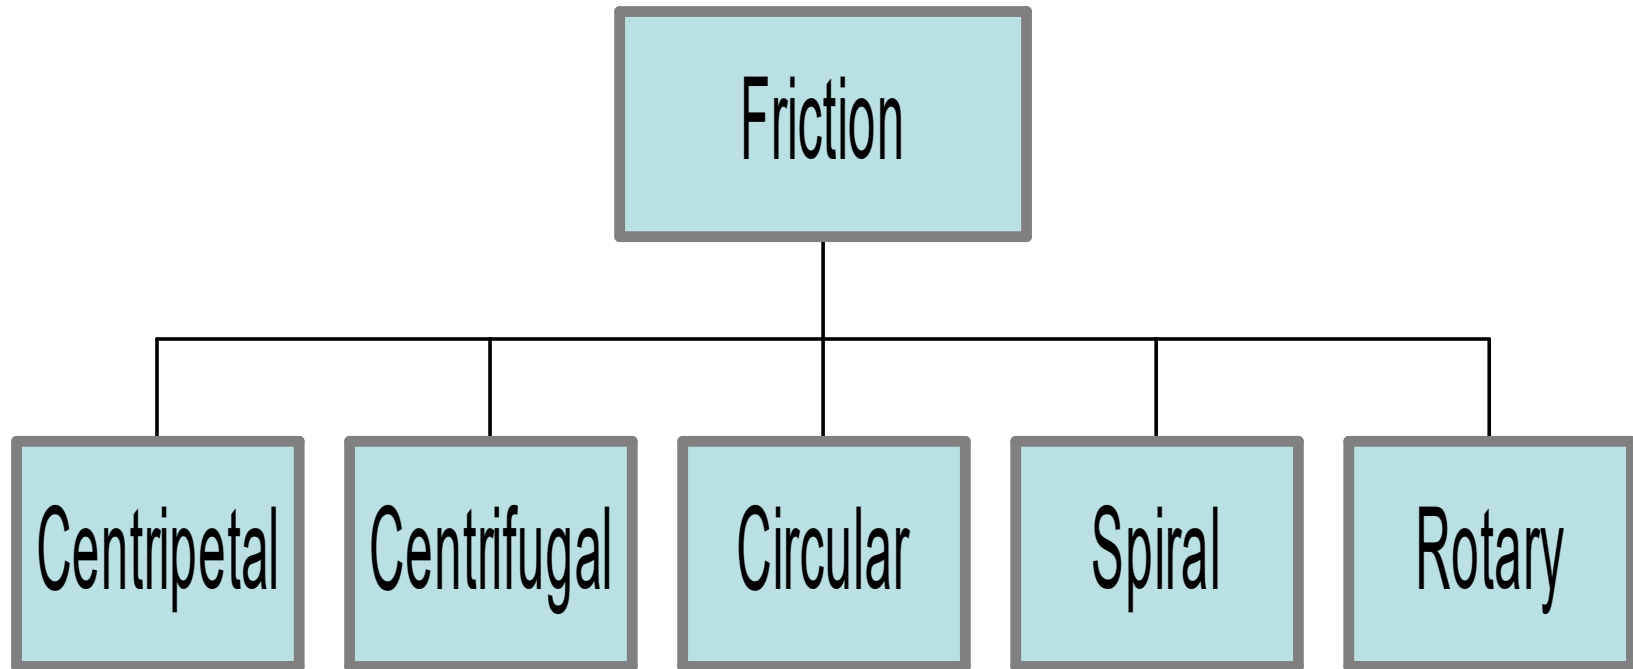 Friction
Centripetal
Centrifugal
Circular
Spiral
Rotary